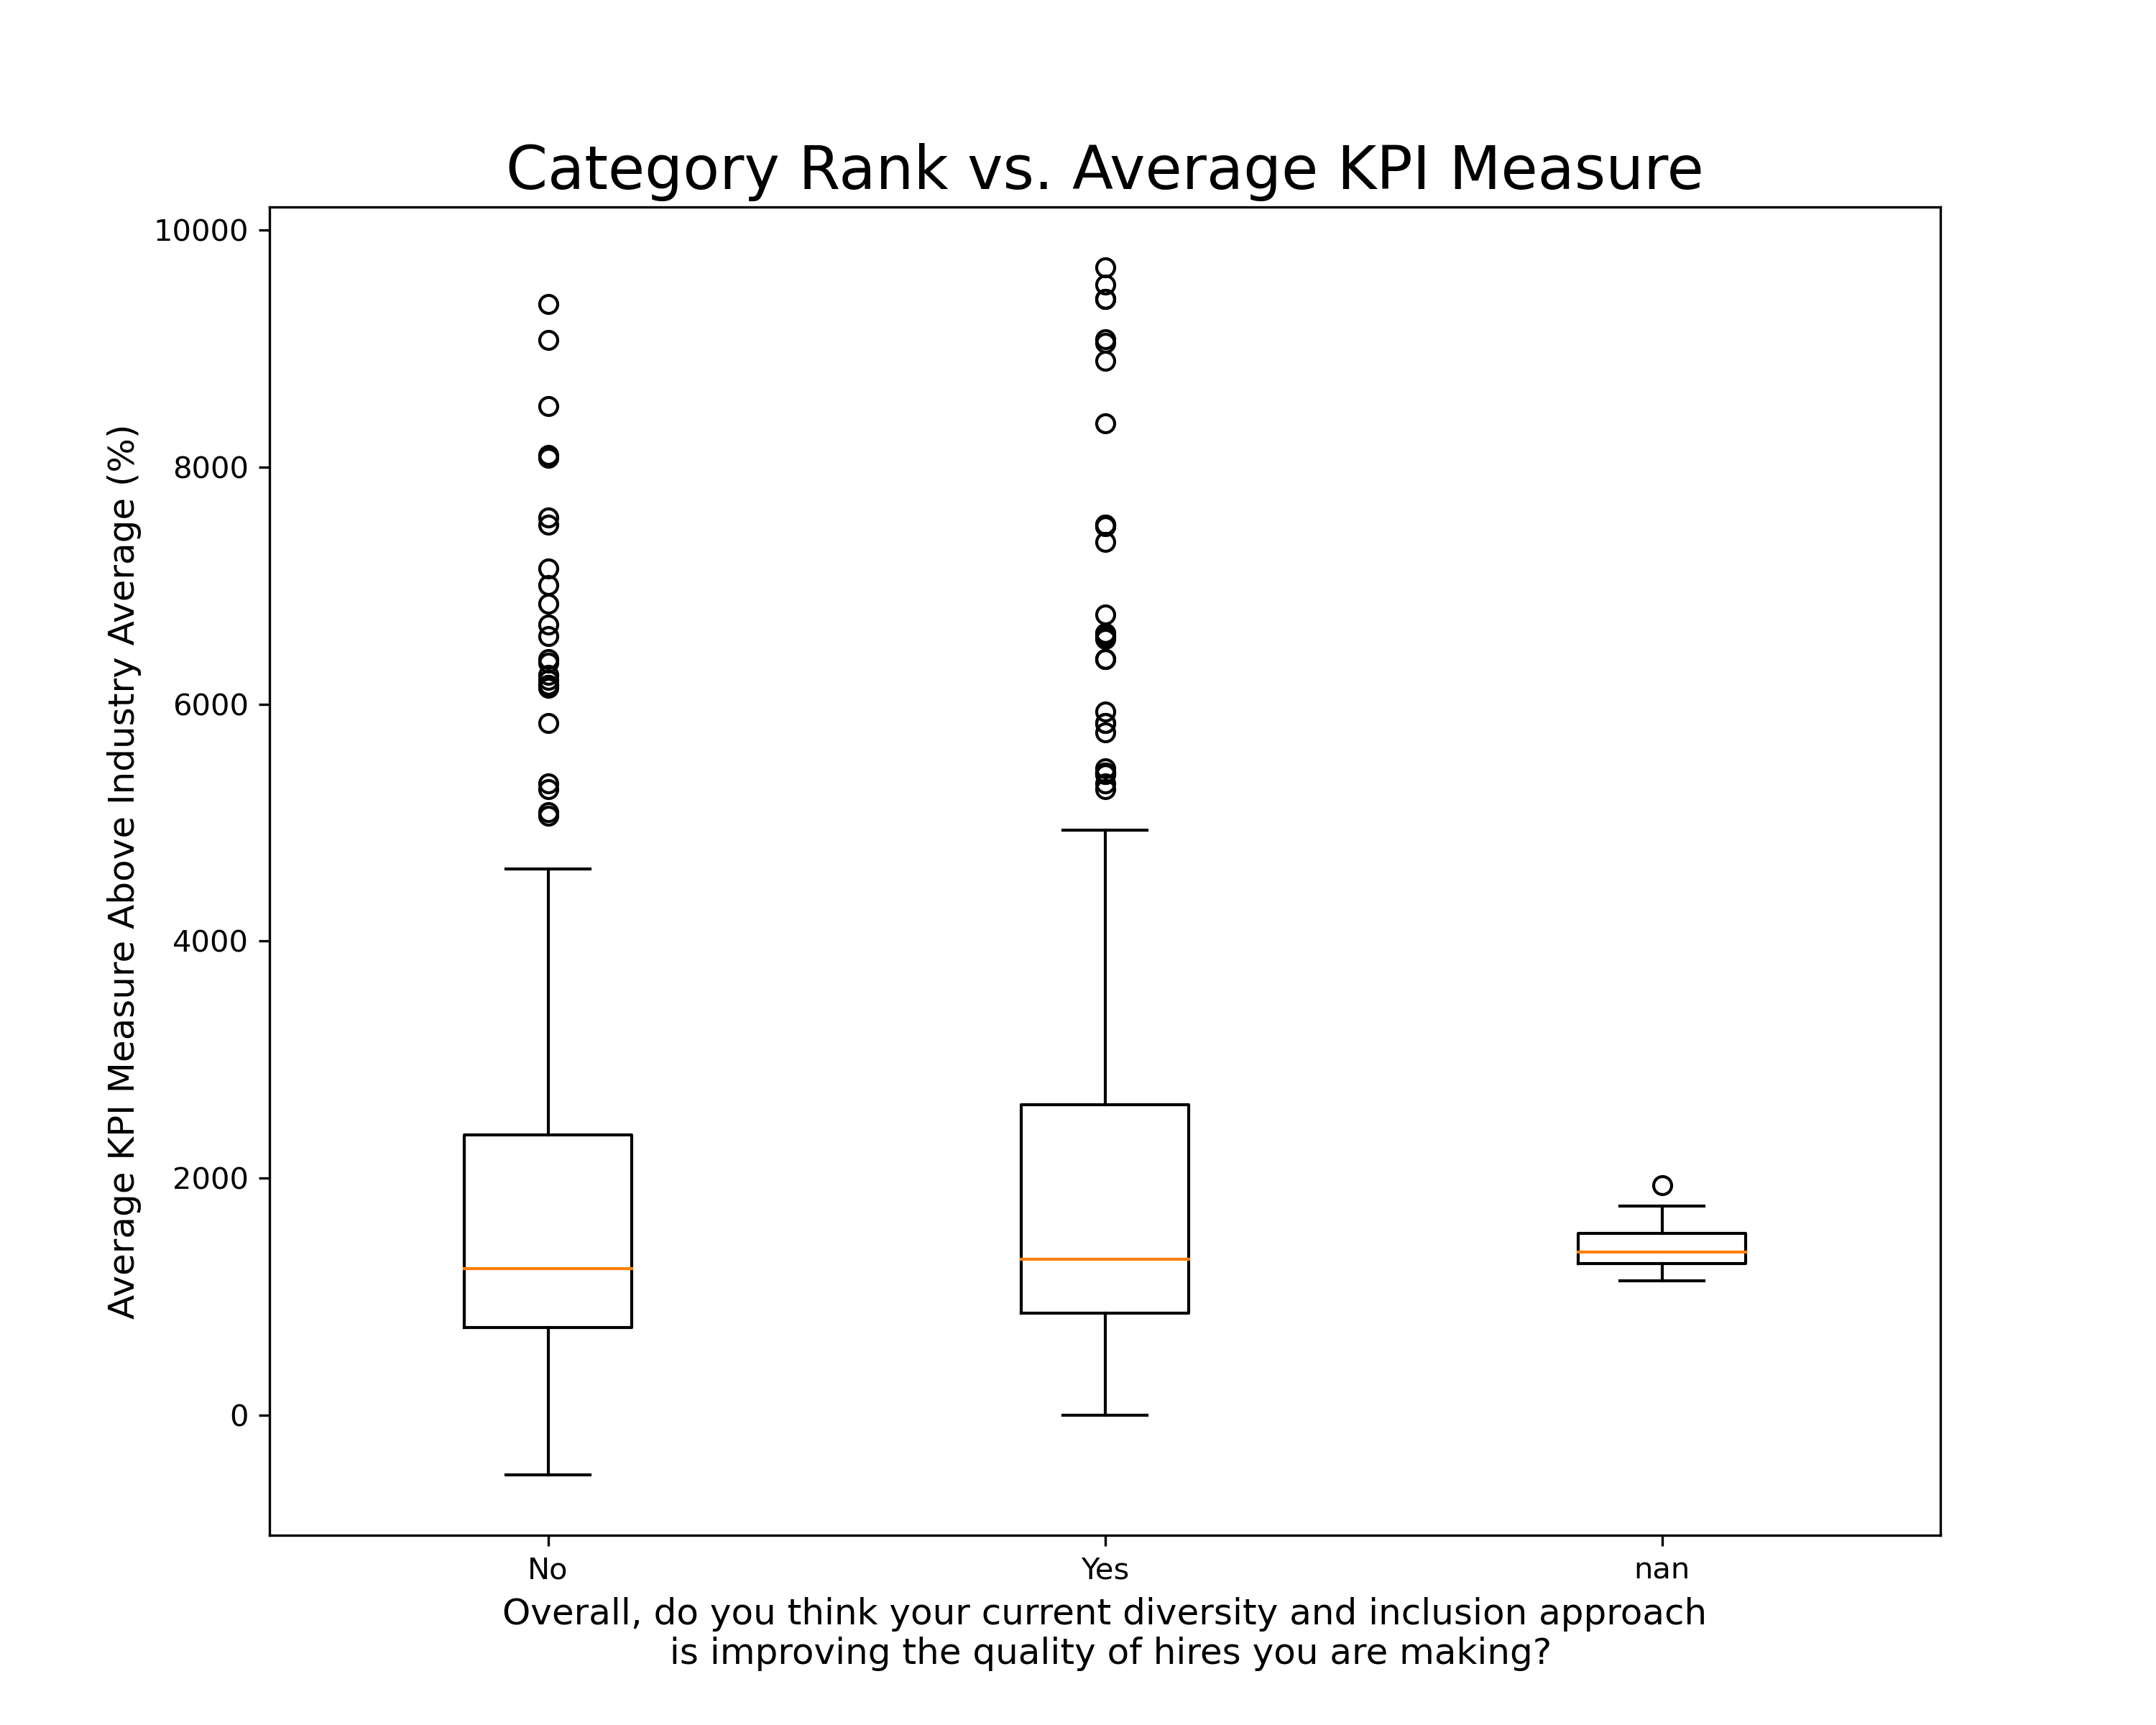 Category Rank vs. Average KPI Measure
Average KPI Measure Above Industry Average (%)
10000
8000
6000
4000
2000
0
No
Yes
nan
Overall, do you think your current diversity and inclusion approach
is improving the quality of hires you are making?